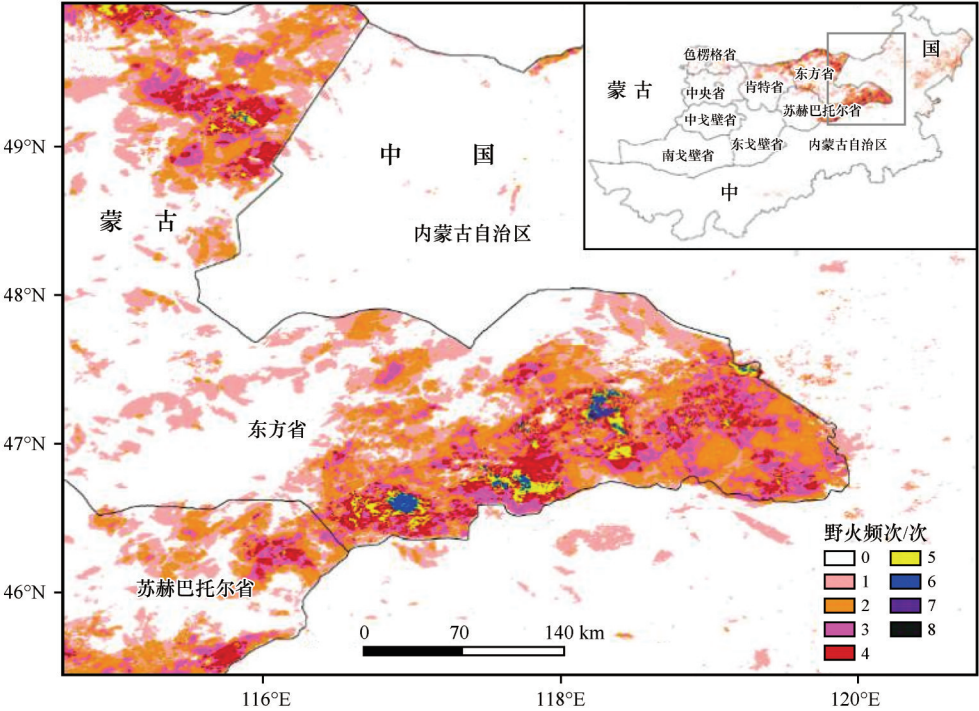 色楞格省
国
东方省
蒙 古
肯特省
中央省
苏赫巴托尔省
中戈壁省
东戈壁省
内蒙古自治区
南戈壁省
中
49°N
中 国
蒙 古
内蒙古自治区
48°N
东方省
47°N
野火频次/次
0 5
1 6
2 7
3 8
4
46°N
苏赫巴托尔省
0 70 140 km
116°E 118°E 120°E